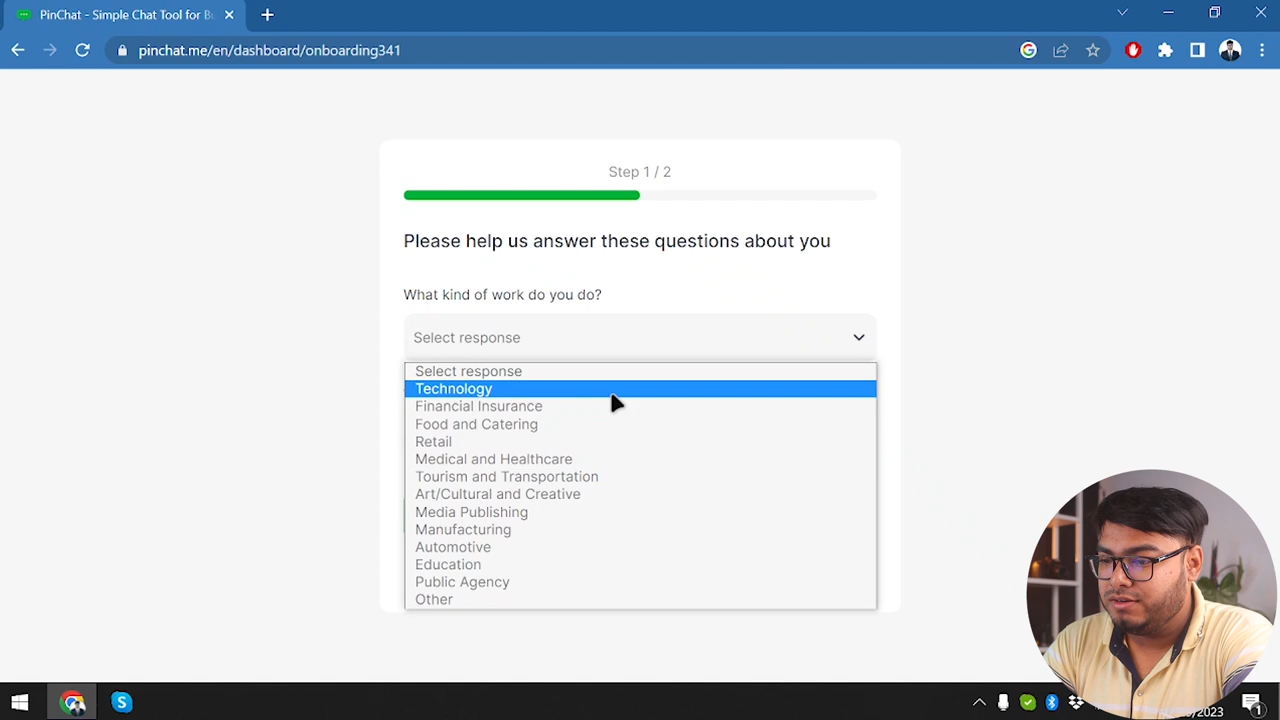 PinChat - Simple Chat Tool for Bu
pinchat.me/en/dashboard/onboarding341
Step 1 / 2
Please help us answer these questions about you
What kind of work do you do?
Select response
Select response
Technology
Financial Insurance
Food and Catering
Retail
Medical and Healthcare
Tourism and Transportation
Art/Cultural and Creative
Media Publishing
Manufacturing
Automotive
Education
Public Agency
Other